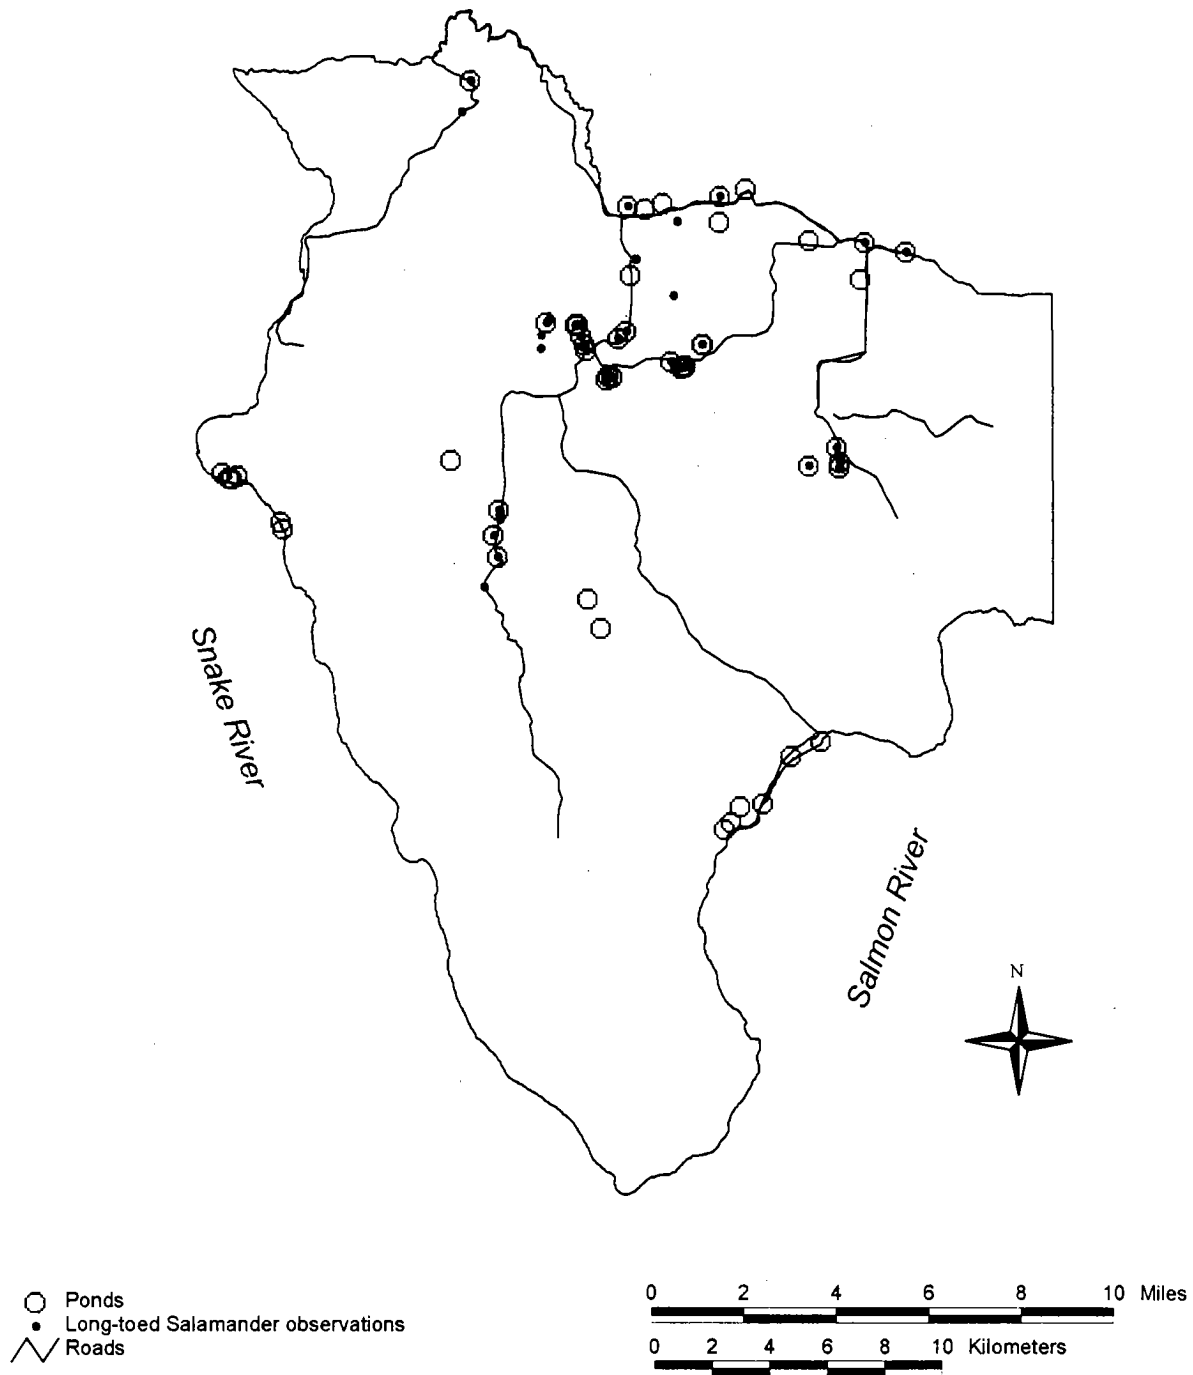 Snake River
Salmon River
N
Ponds
Long-toed Salamander observations
Roads
0 2 4 6 8 10 Miles
0 2 4 6 8 10 Kilometers